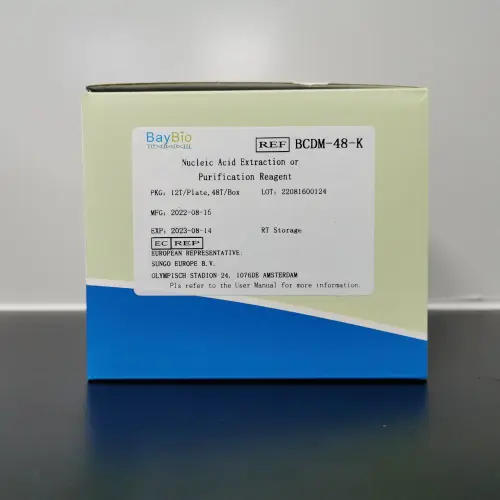 BayBio
REF BCDM-48-K
Nucleic Acid Extraction or
Purification Reagent
PKG: 12T/Plate,48T/Box LOT: 22081600124
MFG: 2022-08-15
EXP: 2023-08-14 RT Storage
EC REP
EUROPEAN REPRESENTATIVE:
SUNGO EUROPE B.V.
OLYMPISCH STADION 24, 1076DE AMSTERDAM
Pls refer to the User Manual for more information.